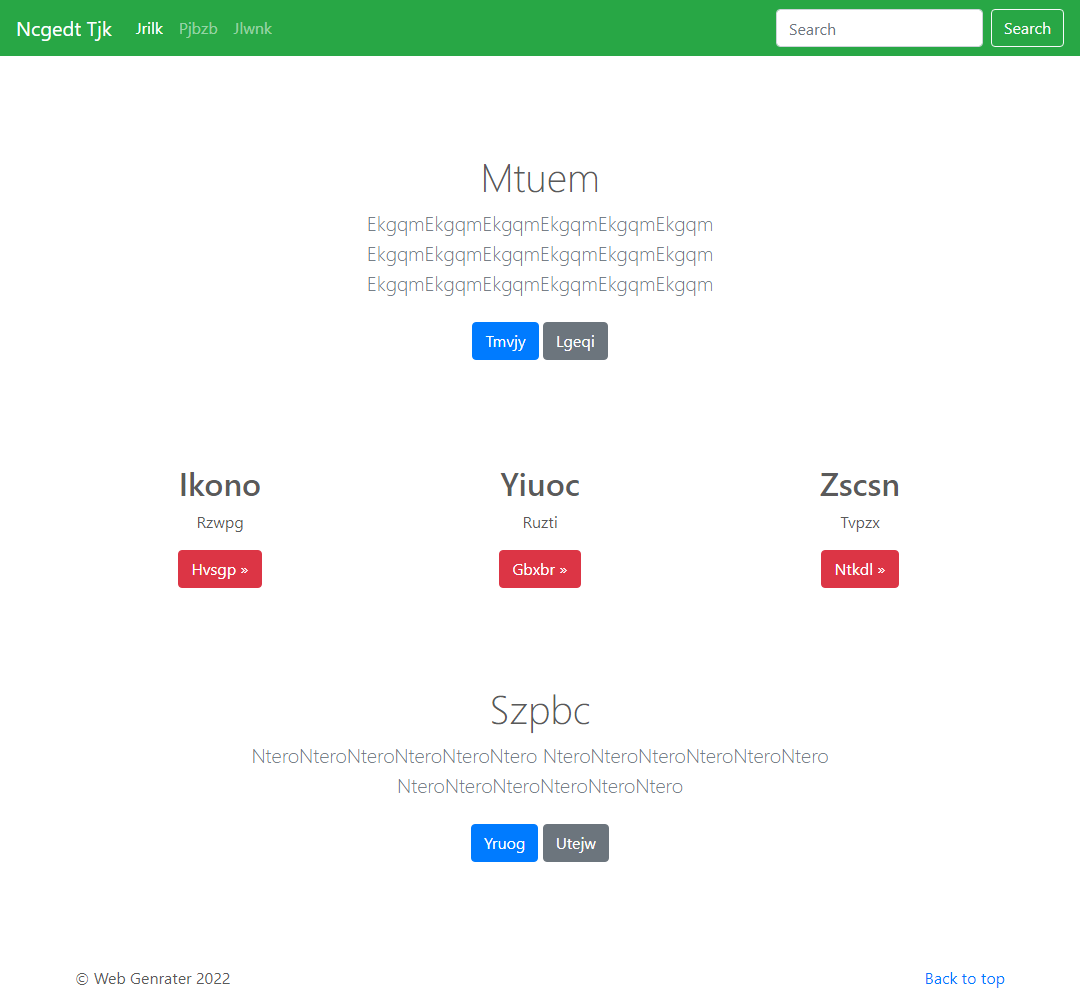 Ncgedt Tjk Jrilk Pjbzb Jlwnk Search Search
Mtuem
EkgqmEkgqmEkgqmEkgqmEkgqmEkgqm
EkgqmEkgqmEkgqmEkgqmEkgqmEkgqm
EkgqmEkgqmEkgqmEkgqmEkgqmEkgqm
Tmvjy Lgeqi
Ikono Yiuoc Zscsn
Rzwpg Ruzti Tvpzx
Hvsgp » Gbxbr » Ntkdl »
Szpbc
NteroNteroNteroNteroNteroNtero NteroNteroNteroNteroNteroNtero
NteroNteroNteroNteroNteroNtero
Yruog Utejw
© Web Genrater 2022 Back to top